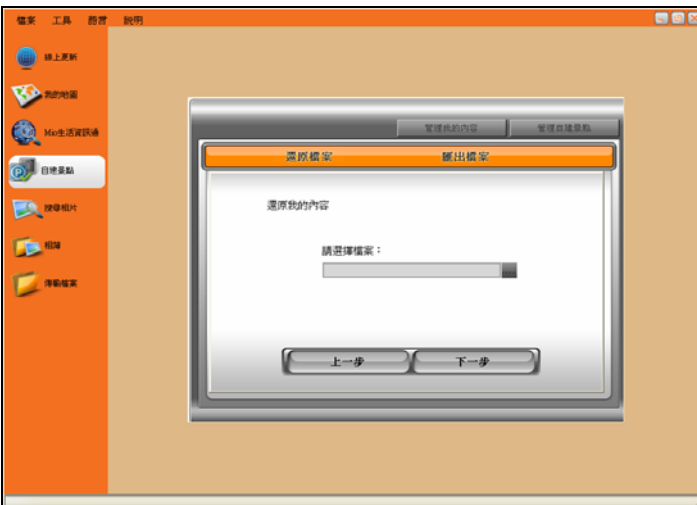 檔案 工具 語言 說明
線上更新
我的地圖
Mio生活資訊通
自建景點
搜尋相片
相簿
傳輸檔案
管理我的內容 管理自建景點
還原檔案 匯出檔案
還原我的內容
請選擇檔案：
上一步 下一步